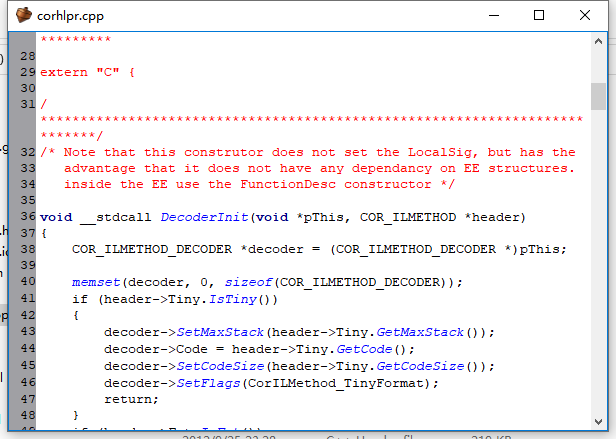 corhlpr.cpp
*********
28
29 extern "C" {
30
31 /
********************************************************************
*******/
32 /* Note that this construtor does not set the LocalSig, but has the
33 advantage that it does not have any dependancy on EE structures.
34 inside the EE use the FunctionDesc constructor */
35
36 void __stdcall DecoderInit(void *pThis, COR_ILMETHOD *header)
37 {
38 COR_ILMETHOD_DECODER *decoder = (COR_ILMETHOD_DECODER *)pThis;
39
40 memset(decoder, 0, sizeof(COR_ILMETHOD_DECODER));
41 if (header->Tiny.IsTiny())
42 {
43 decoder->SetMaxStack(header->Tiny.GetMaxStack());
44 decoder->Code = header->Tiny.GetCode();
45 decoder->SetCodeSize(header->Tiny.GetCodeSize());
46 decoder->SetFlags(CorILMethod_TinyFormat);
47 return;
48 }